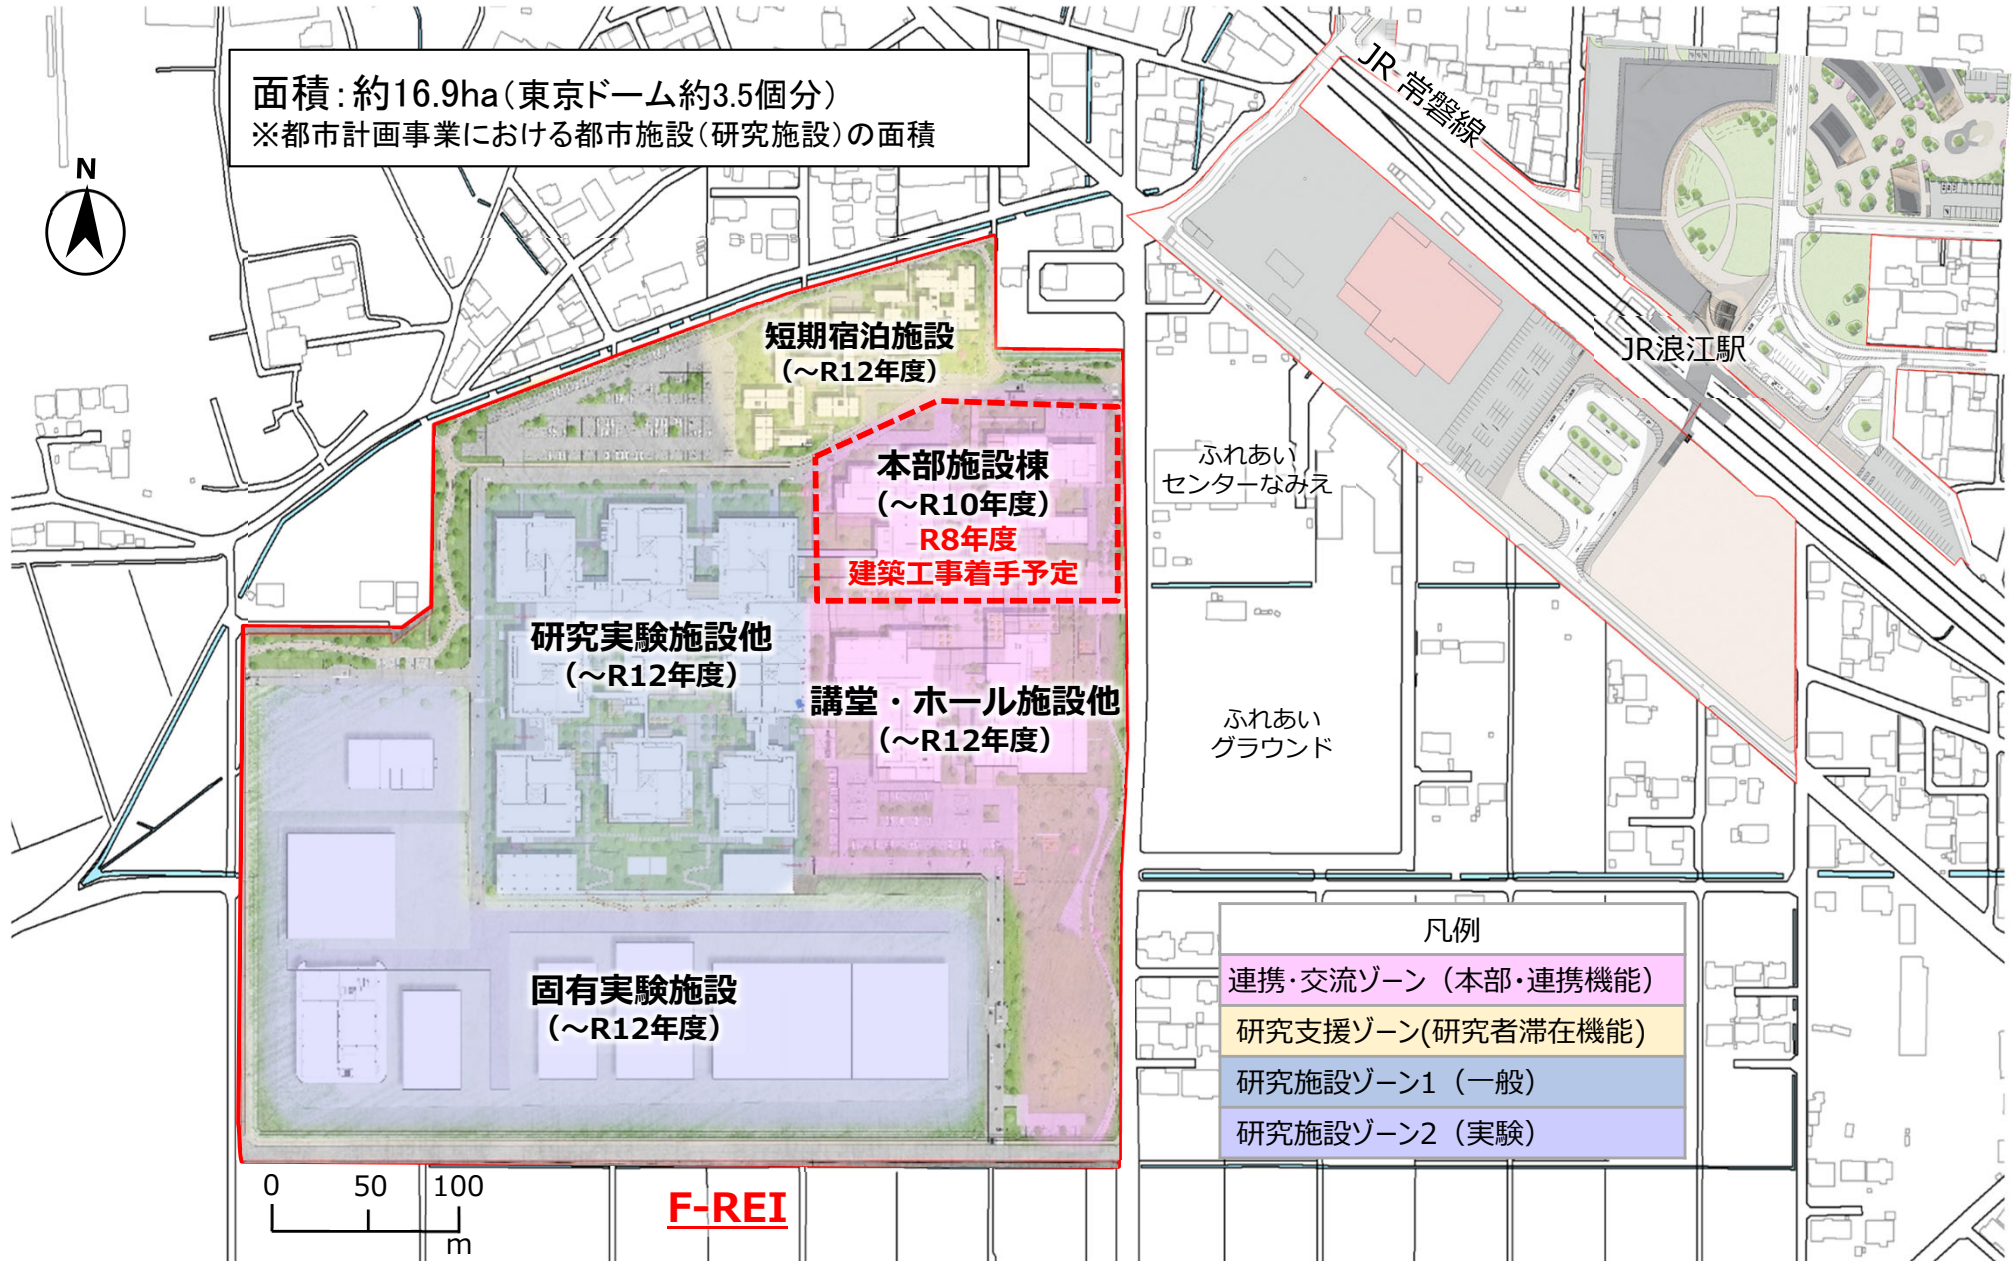 面積：約16.9ha（東京ドーム約3.5個分）
※都市計画事業における都市施設（研究施設）の面積
N
JR 常磐線
JR浪江駅
短期宿泊施設
（～R12年度）
本部施設棟
（～R10年度）
R8年度
建築工事着手予定
ふれあい
センターなみえ
研究実験施設他
（～R12年度）
講堂・ホール施設他
（～R12年度）
ふれあい
グラウンド
固有実験施設
（～R12年度）
凡例
連携・交流ゾーン（本部・連携機能）
研究支援ゾーン(研究者滞在機能)
研究施設ゾーン1（一般）
研究施設ゾーン2（実験）
0 50 100
m
F-REI